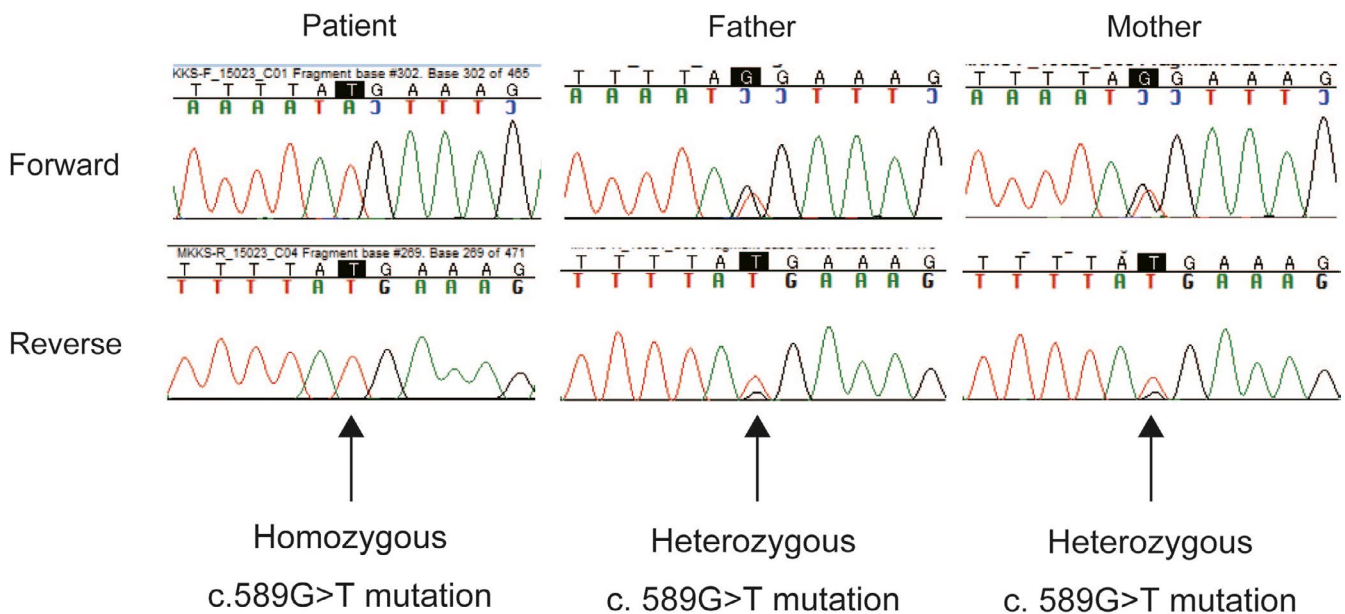 Patient Father Mother
KKS-F_15023_C01 Fragment base #302. Base 302 of 465
T T T T A T G A A A G
A A A A T A C T T T C
T T T T A G G A A A G
A A A A T C C T T T C
T T T T A G G A A A G
A A A A T C C T T T C
Forward
MKKS-R_15023_C04 Fragment base #269. Base 269 of 471
T T T T A T G A A A G
T T T T A T G A A A G
T T T T A T G A A A G
T T T T A T G A A A G
T T T T A T G A A A G
T T T T A T G A A A G
Reverse
Homozygous
c.589G>T mutation
Heterozygous
c. 589G>T mutation
Heterozygous
c. 589G>T mutation